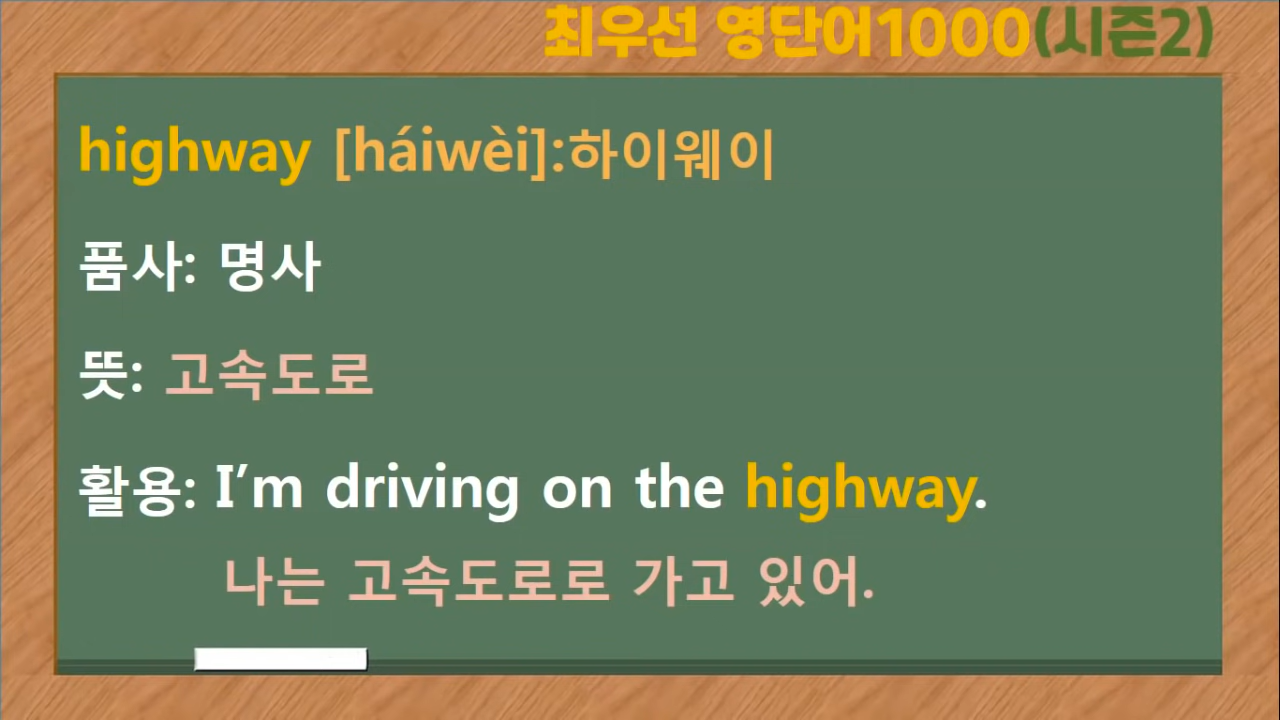 최우선 영단어1000(시즌2)
highway [háiwèi]:하이웨이
품사: 명사
뜻: 고속도로
활용: I’m driving on the highway.
나는 고속도로로 가고 있어.